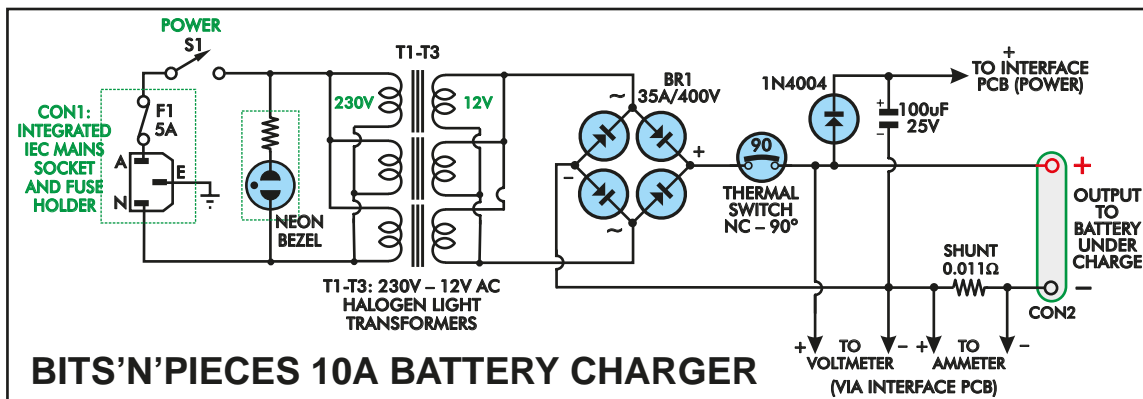 POWER
S1
T1-T3
F1
5A
CON1:
INTEGRATED
IEC MAINS
SOCKET
AND FUSE
HOLDER
A
E
N
NEON
BEZEL
230V
12V
T1-T3: 230V – 12V AC
HALOGEN LIGHT
TRANSFORMERS
~
BR1
35A/400V
–
+
~
90
THERMAL
SWITCH
NC – 90°
1N4004
+
100uF
25V
–
+
TO INTERFACE
PCB (POWER)
+
OUTPUT
TO
BATTERY
UNDER
CHARGE
–
SHUNT
0.011Ω
CON2
+ TO – + TO –
VOLTMETER AMMETER
(VIA INTERFACE PCB)
BITS'N'PIECES 10A BATTERY CHARGER